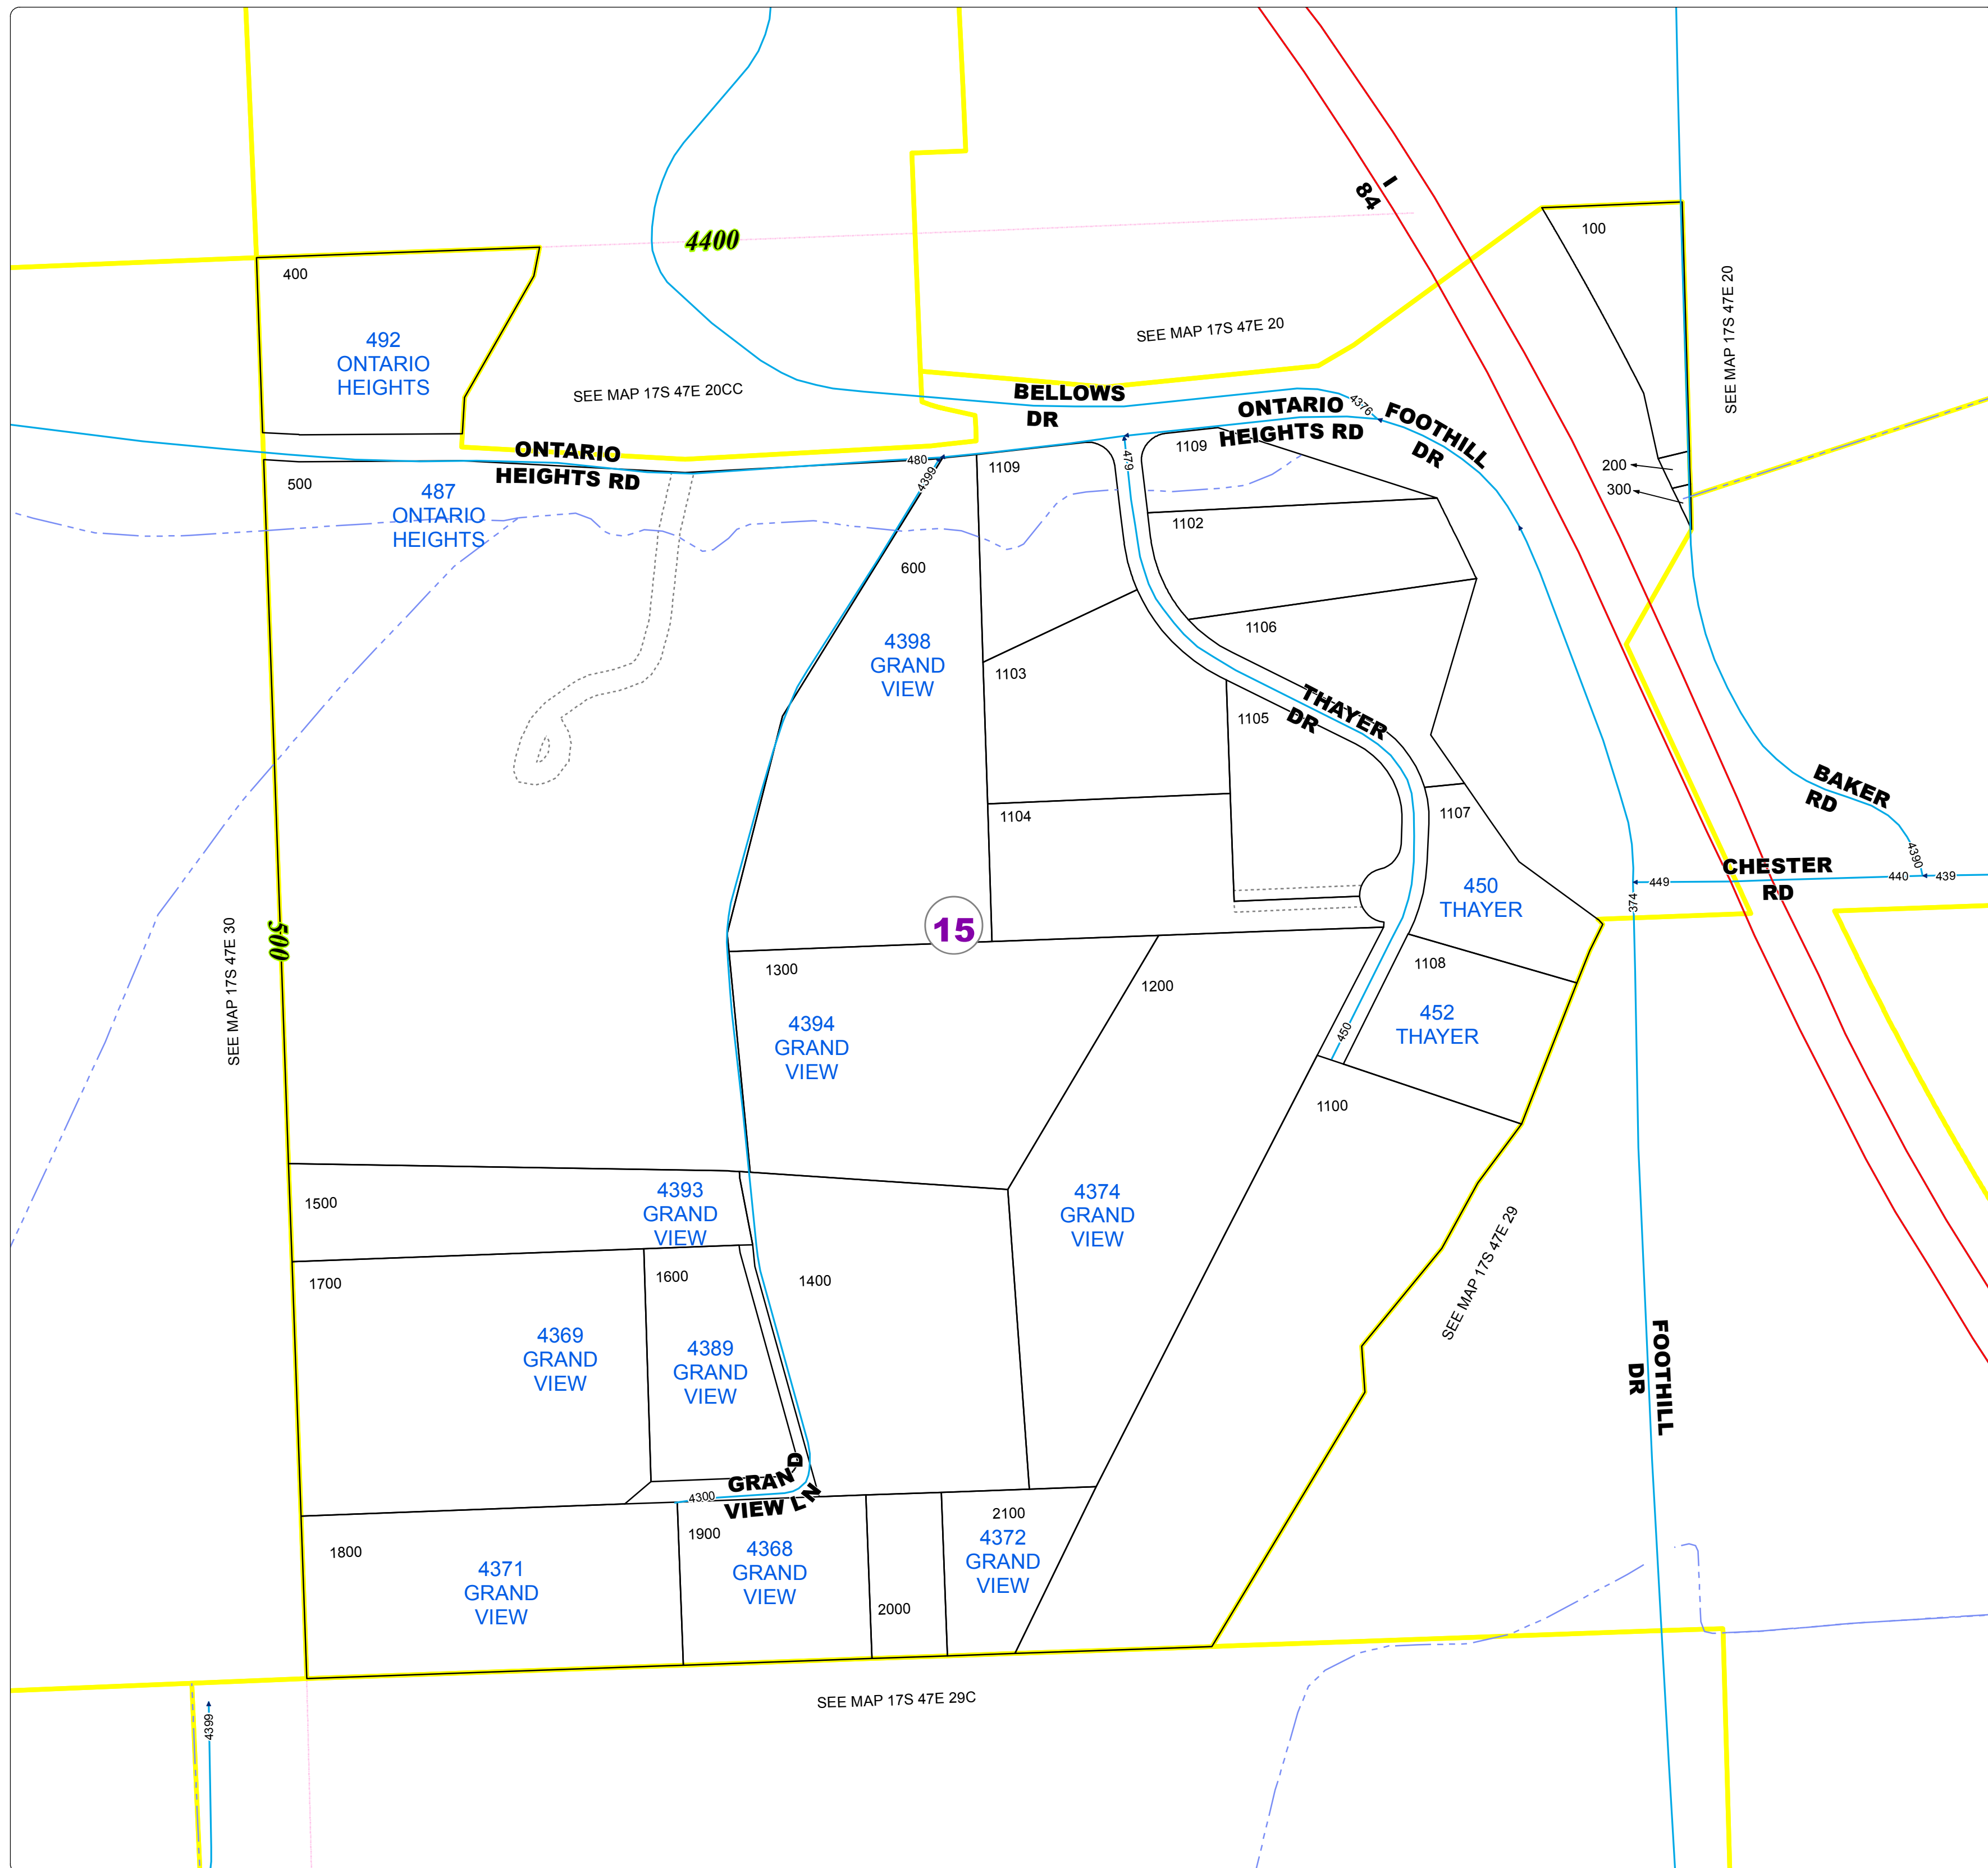 I
84
100
4400
400
SEE MAP 17S 47E 20
SEE MAP 17S 47E 20
492
ONTARIO
HEIGHTS
SEE MAP 17S 47E 20CC
BELLOWS
DR
ONTARIO
HEIGHTS RD
4376
FOOTHILL
DR
ONTARIO
HEIGHTS RD
480
4399
479
1109
1109
200
300
500
487
ONTARIO
HEIGHTS
1102
600
4398
GRAND
VIEW
1106
1103
1105
THAYER
DR
1104
1107
BAKER
RD
4390
CHESTER
RD
449
440
439
374
450
THAYER
15
500
SEE MAP 17S 47E 30
1300
1200
1108
4394
GRAND
VIEW
452
THAYER
450
1100
1500
4393
GRAND
VIEW
4374
GRAND
VIEW
SEE MAP 17S 47E 29
1700
1600
1400
4369
GRAND
VIEW
4389
GRAND
VIEW
FOOTHILL
DR
GRAND
VIEW LN
4300
1800
1900
2100
4371
GRAND
VIEW
4368
GRAND
VIEW
4372
GRAND
VIEW
2000
SEE MAP 17S 47E 29C
4399